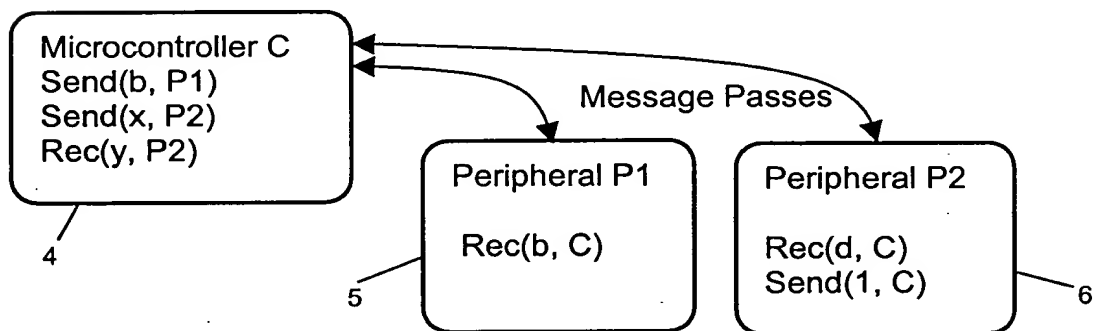 Microcontroller C
Send(b, P1)
Send(x, P2)
Rec(y, P2)
Message Passes
Peripheral P1
Rec(b, C)
Peripheral P2
Rec(d, C)
Send(1, C)
4
5
6